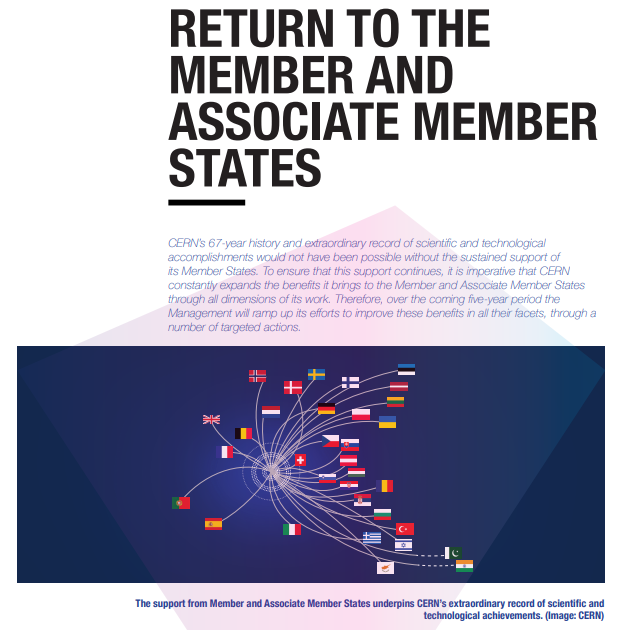 RETURN TO THE
MEMBER AND
ASSOCIATE MEMBER
STATES
CERN's 67-year history and extraordinary record of scientific and technological
accomplishments would not have been possible without the sustained support of
its Member States. To ensure that this support continues, it is imperative that CERN
constantly expands the benefits it brings to the Member and Associate Member States
through all dimensions of its work. Therefore, over the coming five-year period the
Management will ramp up its efforts to improve these benefits in all their facets, through a
number of targeted actions.
The support from Member and Associate Member States underpins CERN's extraordinary record of scientific and
technological achievements. (Image: CERN)